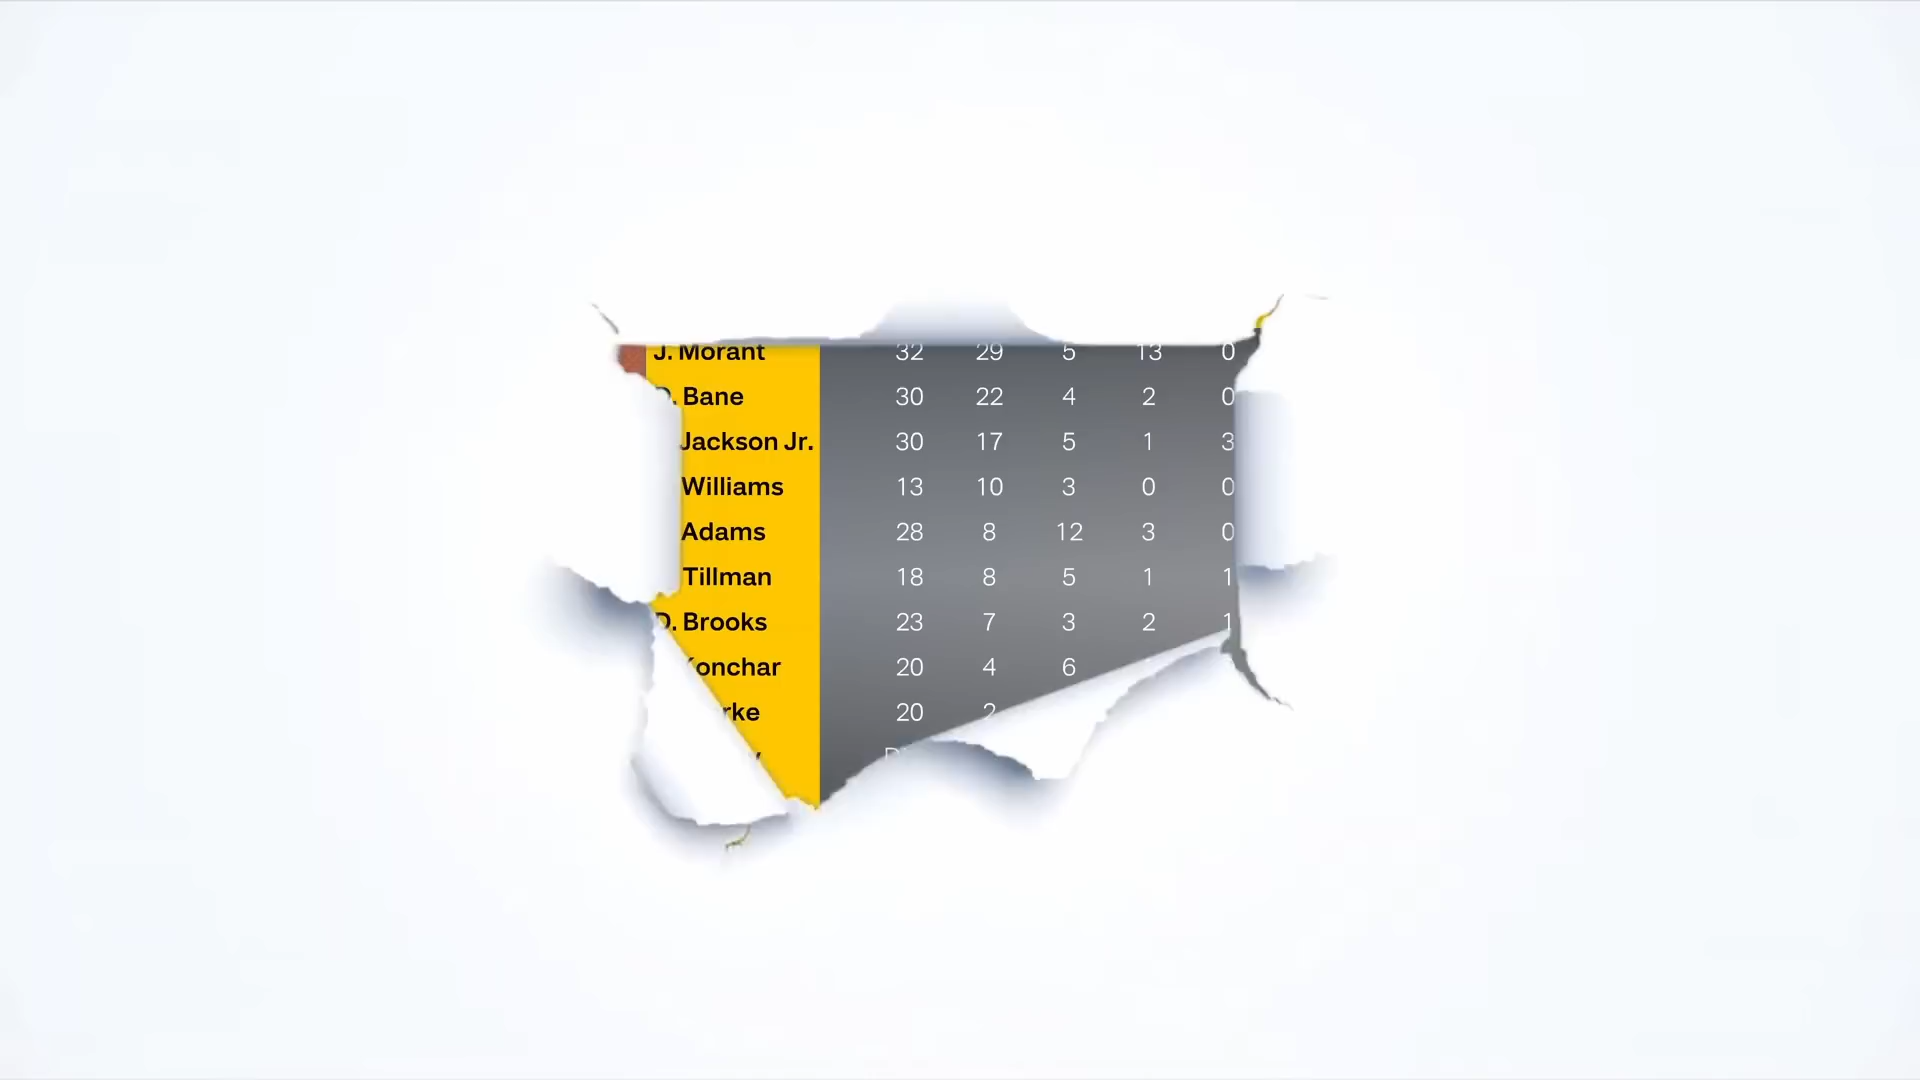 J. Morant 32 29 5 13 0
D. Bane 30 22 4 2 0
Jackson Jr. 30 17 5 1 3
Williams 13 10 3 0 0
Adams 28 8 12 3 0
Tillman 18 8 5 1 1
D. Brooks 23 7 3 2 1
Konchar 20 4 6
20 2